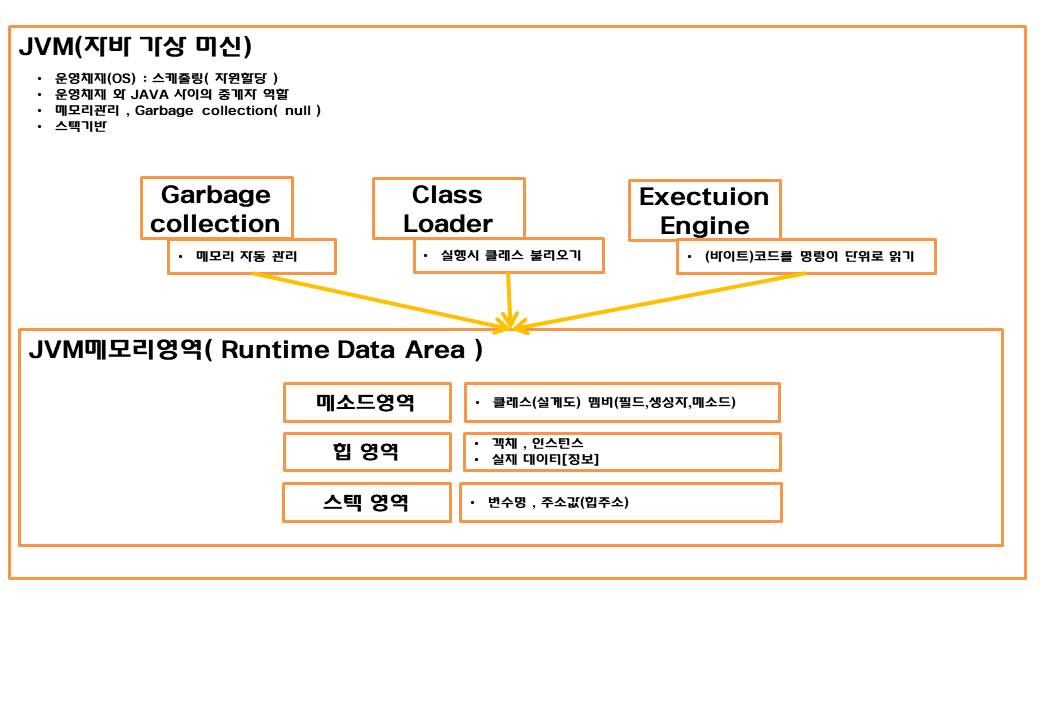 JVM(자바 가상 머신)
• 운영체재(OS) : 스케줄링( 자원할당 )
• 운영체재 와 JAVA 사이의 중계자 역할
• 메모리관리 , Garbage collection( null )
• 스택기반
Garbage
collection
• 메모리 자동 관리
Class
Loader
• 실행시 클래스 불러오기
Exectuion
Engine
• (바이트)코드를 명령어 단위로 읽기
JVM메모리영역( Runtime Data Area )
메소드영역
• 클래스(설계도) 멤버(필드,생성자,메소드)
힙 영역
• 객체 , 인스턴스
• 실제 데이터[정보]
스택 영역
• 변수명 , 주소값(힙주소)